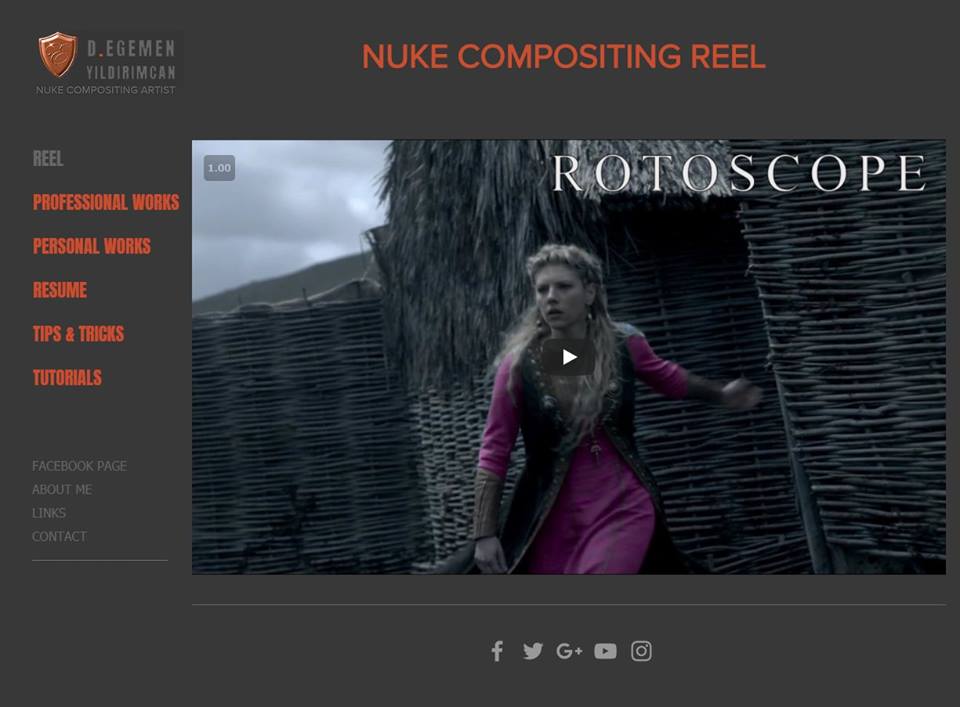 D.EGEMEN
YILDIRIMCAN
NUKE COMPOSITING ARTIST
NUKE COMPOSITING REEL
REEL
PROFESSIONAL WORKS
PERSONAL WORKS
RESUME
TIPS & TRICKS
TUTORIALS
FACEBOOK PAGE
ABOUT ME
LINKS
CONTACT
1.00
ROTOSCOPE